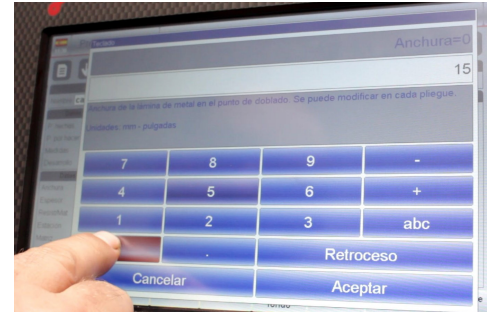 Teclado
Anchura=0
15
Anchura de la lámina de metal en el punto de doblado. Se puede modificar en cada pliegue.
Unidades: mm - pulgadas
7 8 9 -
4 5 6 +
1 2 3 abc
. Retroceso
Cancelar Aceptar